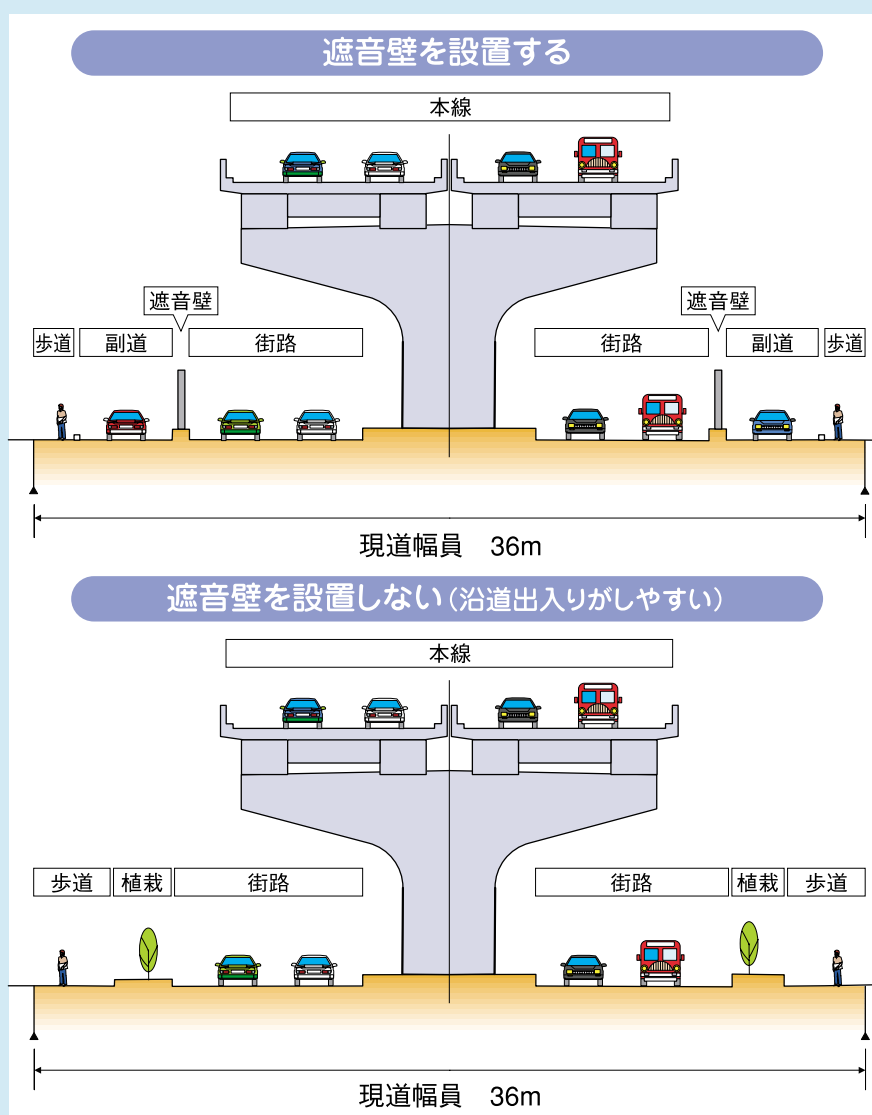 遮音壁を設置する
本線
遮音壁
遮音壁
歩道
副道
街路
街路
副道
歩道
現道幅員 36m
遮音壁を設置しない(沿道出入りがしやすい)
本線
歩道
植栽
街路
街路
植栽
歩道
現道幅員 36m